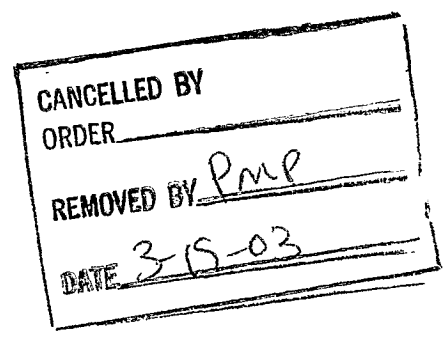 CANCELLED BY
ORDER
REMOVED BY PMP
DATE 3-15-03